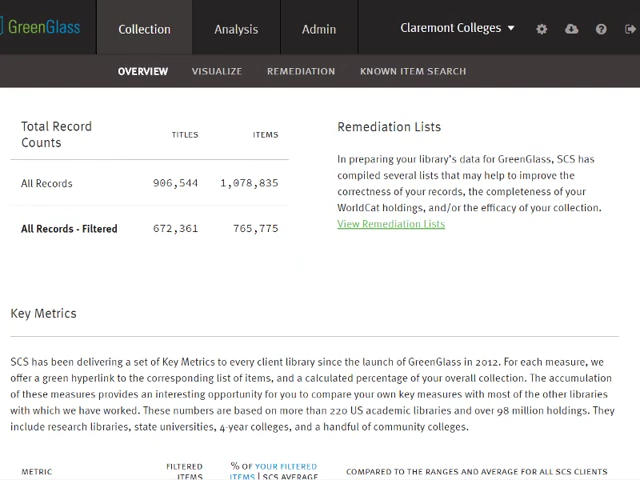 GreenGlass
Collection Analysis Admin Claremont Colleges
OVERVIEW VISUALIZE REMEDIATION KNOWN ITEM SEARCH
Total Record Counts TITLES ITEMS
All Records 906,544 1,078,835
All Records - Filtered 672,361 765,775
Remediation Lists
In preparing your library's data for GreenGlass, SCS has
compiled several lists that may help to improve the
correctness of your records, the completeness of your
WorldCat holdings, and/or the efficacy of your collection.
View Remediation Lists
Key Metrics
SCS has been delivering a set of Key Metrics to every client library since the launch of GreenGlass in 2012. For each measure, we
offer a green hyperlink to the corresponding list of items, and a calculated percentage of your overall collection. The accumulation
of these measures provides an interesting opportunity for you to compare your own key measures with most of the other libraries
with which we have worked. These numbers are based on more than 220 US academic libraries and over 98 million holdings. They
include research libraries, state universities, 4-year colleges, and a handful of community colleges.
METRIC FILTERED ITEMS % OF YOUR FILTERED ITEMS | SCS AVERAGE COMPARED TO THE RANGES AND AVERAGE FOR ALL SCS CLIENTS